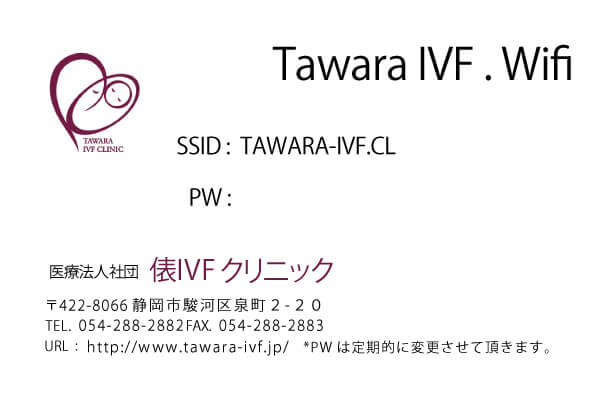 Tawara IVF . Wifi
TAWARA
IVF CLINIC
SSID : TAWARA-IVF.CL
PW :
医療法人社団 俵IVF クリニック
〒422-8066 静岡市駿河区泉町２-２０
TEL. 054-288-2882 FAX. 054-288-2883
URL : http://www.tawara-ivf.jp/ *PW は定期的に変更させて頂きます。